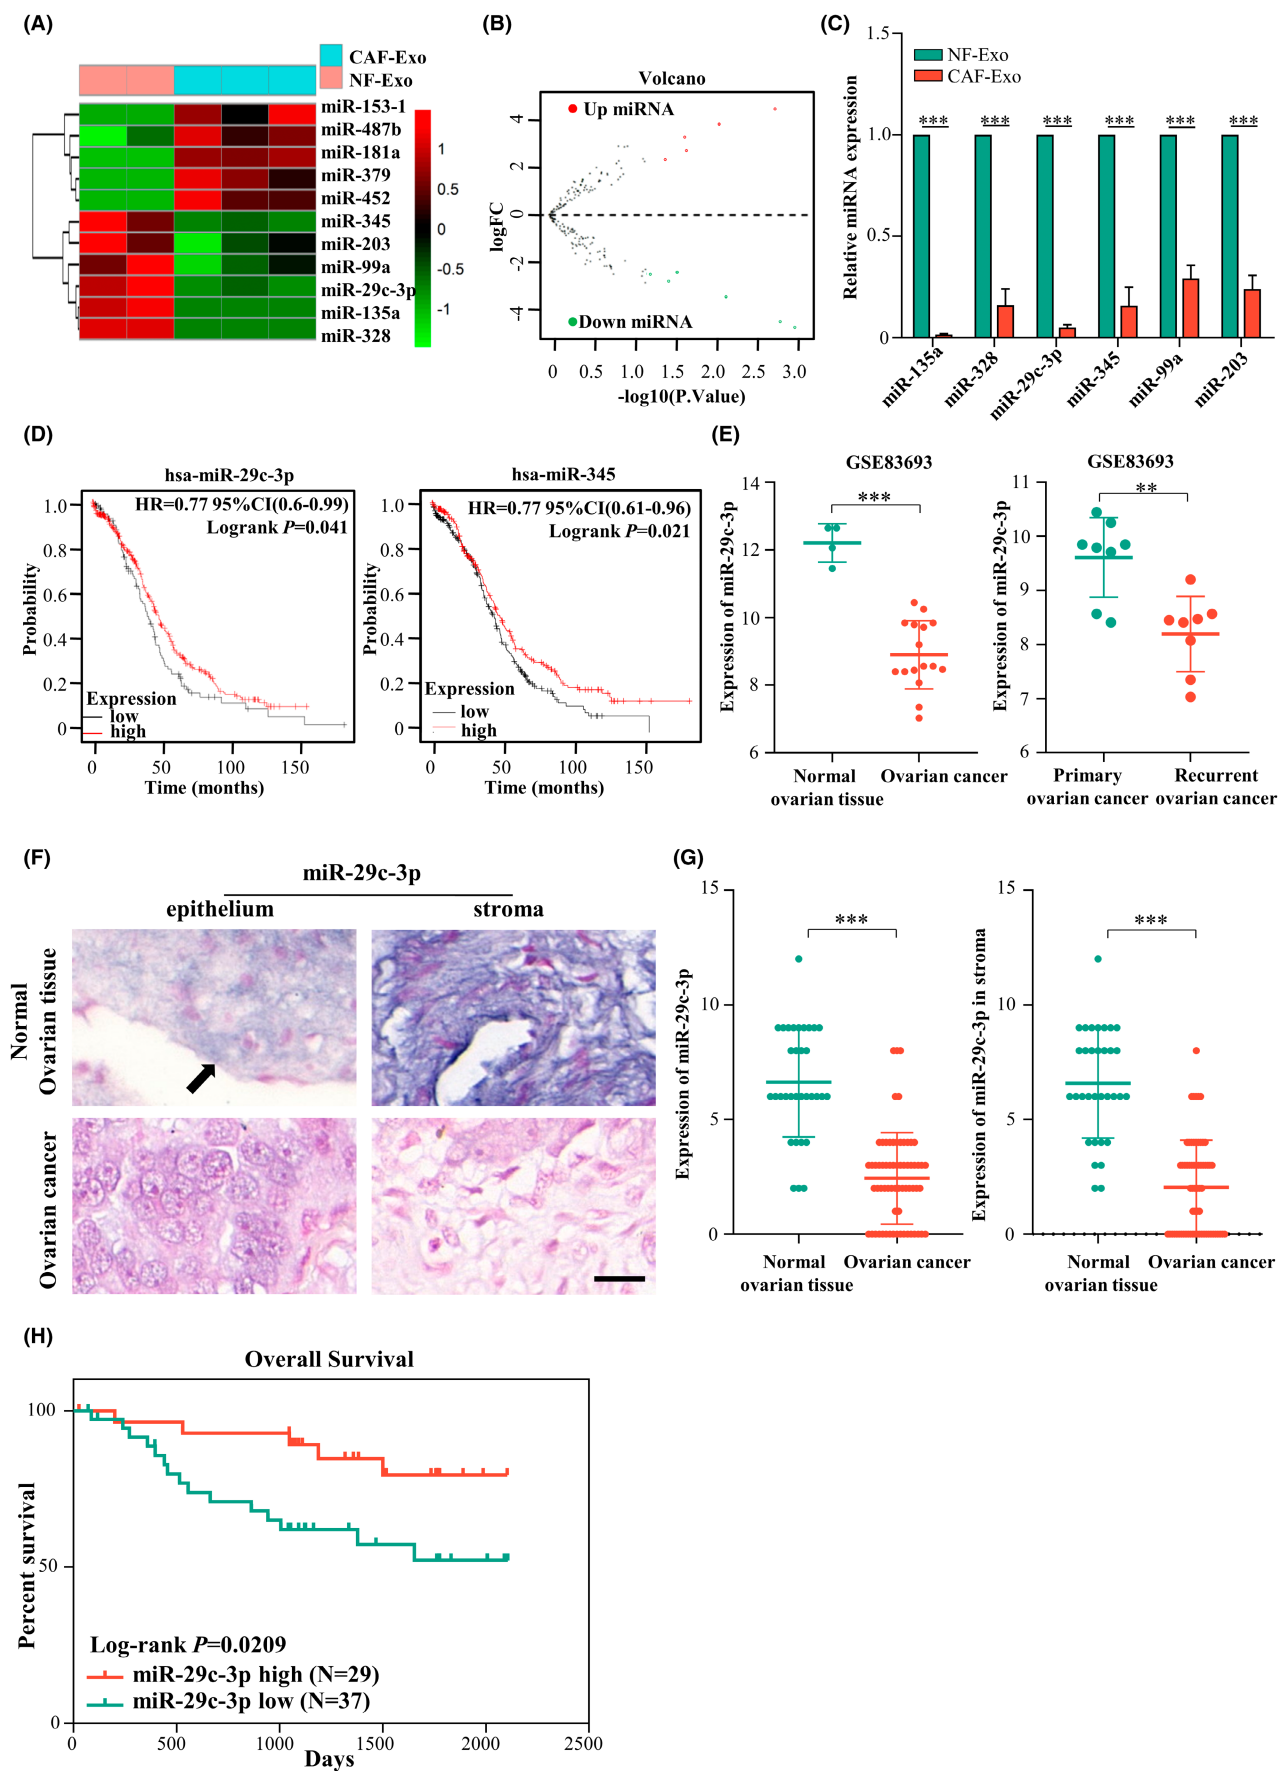 (A)
CAF-Exo
NF-Exo
miR-153-1
miR-487b
miR-181a
miR-379
miR-452
miR-345
miR-203
miR-99a
miR-29c-3p
miR-135a
miR-328
1
0.5
0
-0.5
-1
(B)
Volcano
Up miRNA
Down miRNA
logFC
4
2
0
-2
-4
0 0.5 1.0 1.5 2.0 2.5 3.0
-log10(P.Value)
(C)
NF-Exo
CAF-Exo
Relative miRNA expression
1.5
1.0
0.5
0
*** *** *** *** *** ***
miR-135a
miR-328
miR-29c-3p
miR-345
miR-99a
miR-203
(D)
hsa-miR-29c-3p
HR=0.77 95%CI(0.6-0.99)
Logrank P=0.041
Probability
1.0
0.8
0.6
0.4
0.2
0
Expression
low
high
0 50 100 150
Time (months)
hsa-miR-345
HR=0.77 95%CI(0.61-0.96)
Logrank P=0.021
Probability
1.0
0.8
0.6
0.4
0.2
0
Expression
low
high
0 50 100 150
Time (months)
(E)
GSE83693
***
Expression of miR-29c-3p
14
12
10
8
6
Normal
ovarian tissue
Ovarian cancer
GSE83693
**
Expression of miR-29c-3p
11
10
9
8
7
6
Primary
ovarian cancer
Recurrent
ovarian cancer
(F)
miR-29c-3p
epithelium
stroma
Normal
Ovarian tissue
Ovarian cancer
(G)
***
Expression of miR-29c-3p
15
10
5
0
Normal
ovarian tissue
Ovarian cancer
***
Expression of miR-29c-3p in stroma
15
10
5
0
Normal
ovarian tissue
Ovarian cancer
(H)
Overall Survival
Percent survival
100
50
0
Log-rank P=0.0209
miR-29c-3p high (N=29)
miR-29c-3p low (N=37)
0 500 1000 1500 2000 2500
Days